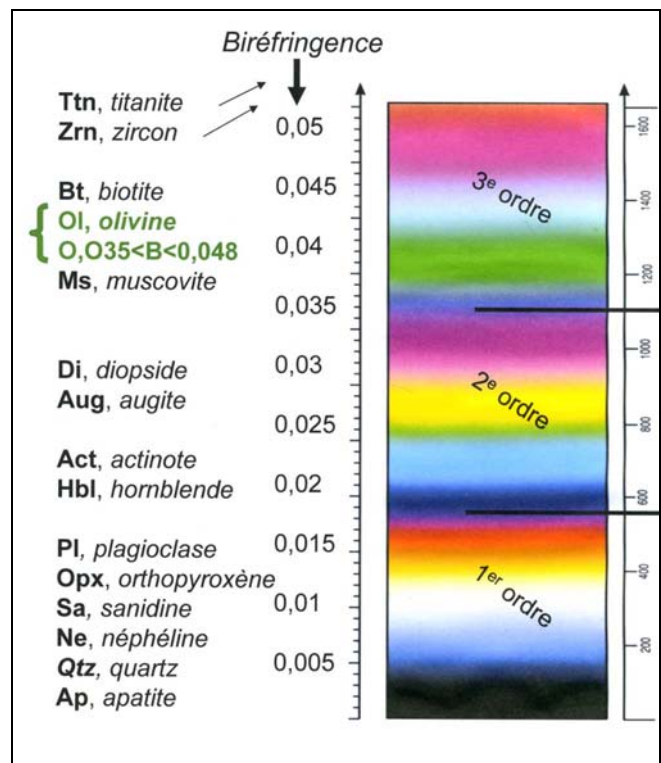 Biréfringence
Ttn, titanite
Zrn, zircon
Bt, biotite
Ol, olivine
O,O35<B<0,048
Ms, muscovite
Di, diopside
Aug, augite
Act, actinote
Hbl, hornblende
Pl, plagioclase
Opx, orthopyroxène
Sa, sanidine
Ne, néphéline
Qtz, quartz
Ap, apatite
0,05
0,045
0,04
0,035
0,03
0,025
0,02
0,015
0,01
0,005
3e ordre
2e ordre
1er ordre
1600
1400
1200
1000
800
600
400
200